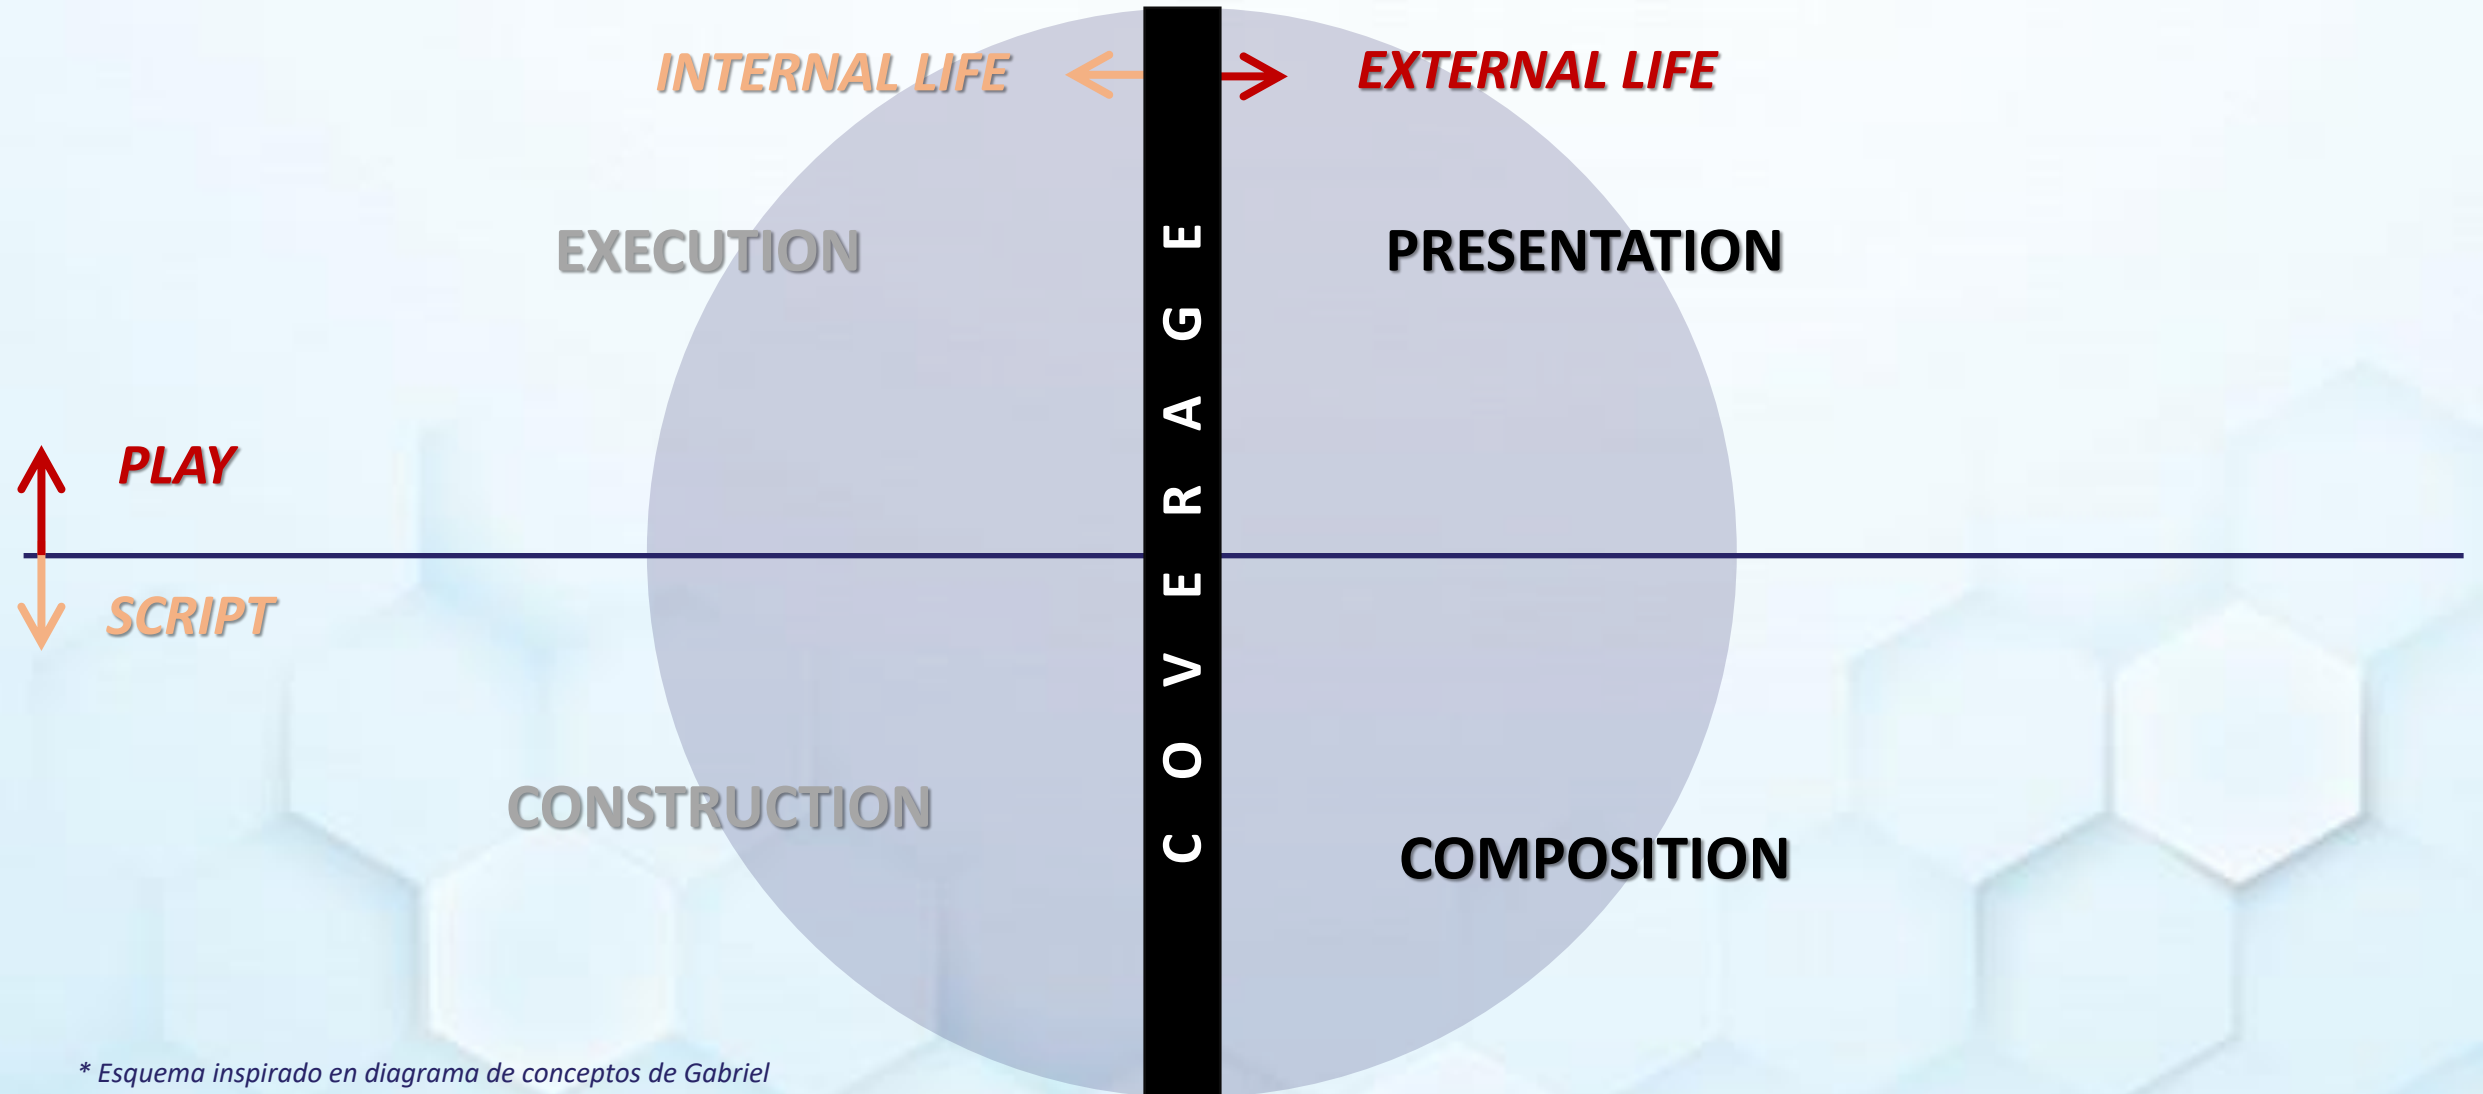 INTERNAL LIFE
EXTERNAL LIFE
EXECUTION
PRESENTATION
COVERAGE
PLAY
SCRIPT
CONSTRUCTION
COMPOSITION
* Esquema inspirado en diagrama de conceptos de Gabriel